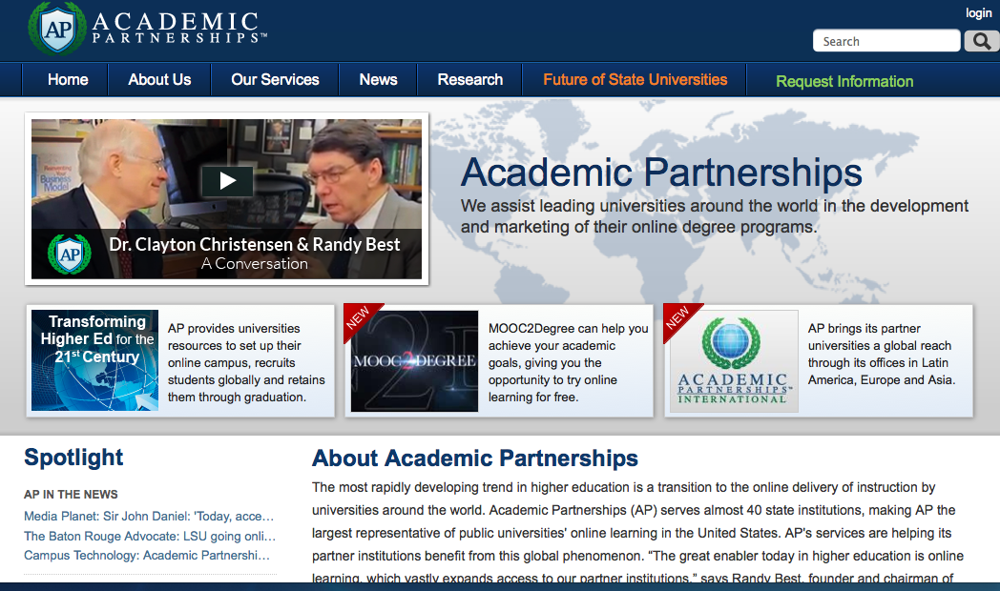 AP ACADEMIC
PARTNERSHIPS™
login
Search
Home
About Us
Our Services
News
Research
Future of State Universities
Request Information
Reinventing
Your
Business
Model
AP
Dr. Clayton Christensen & Randy Best
A Conversation
Academic Partnerships
We assist leading universities around the world in the development
and marketing of their online degree programs.
Transforming
Higher Ed for the
21st Century
AP provides universities
resources to set up their
online campus, recruits
students globally and retains
them through graduation.
NEW
MOOC2DEGREE
MOOC2Degree can help you
achieve your academic
goals, giving you the
opportunity to try online
learning for free.
NEW
ACADEMIC
PARTNERSHIPS™
INTERNATIONAL
AP brings its partner
universities a global reach
through its offices in Latin
America, Europe and Asia.
Spotlight
AP IN THE NEWS
Media Planet: Sir John Daniel: 'Today, acce...
The Baton Rouge Advocate: LSU going onli...
Campus Technology: Academic Partnershi...
About Academic Partnerships
The most rapidly developing trend in higher education is a transition to the online delivery of instruction by
universities around the world. Academic Partnerships (AP) serves almost 40 state institutions, making AP the
largest representative of public universities' online learning in the United States. AP's services are helping its
partner institutions benefit from this global phenomenon. “The great enabler today in higher education is online
learning, which vastly expands access to our partner institutions,” says Randy Best, founder and chairman of